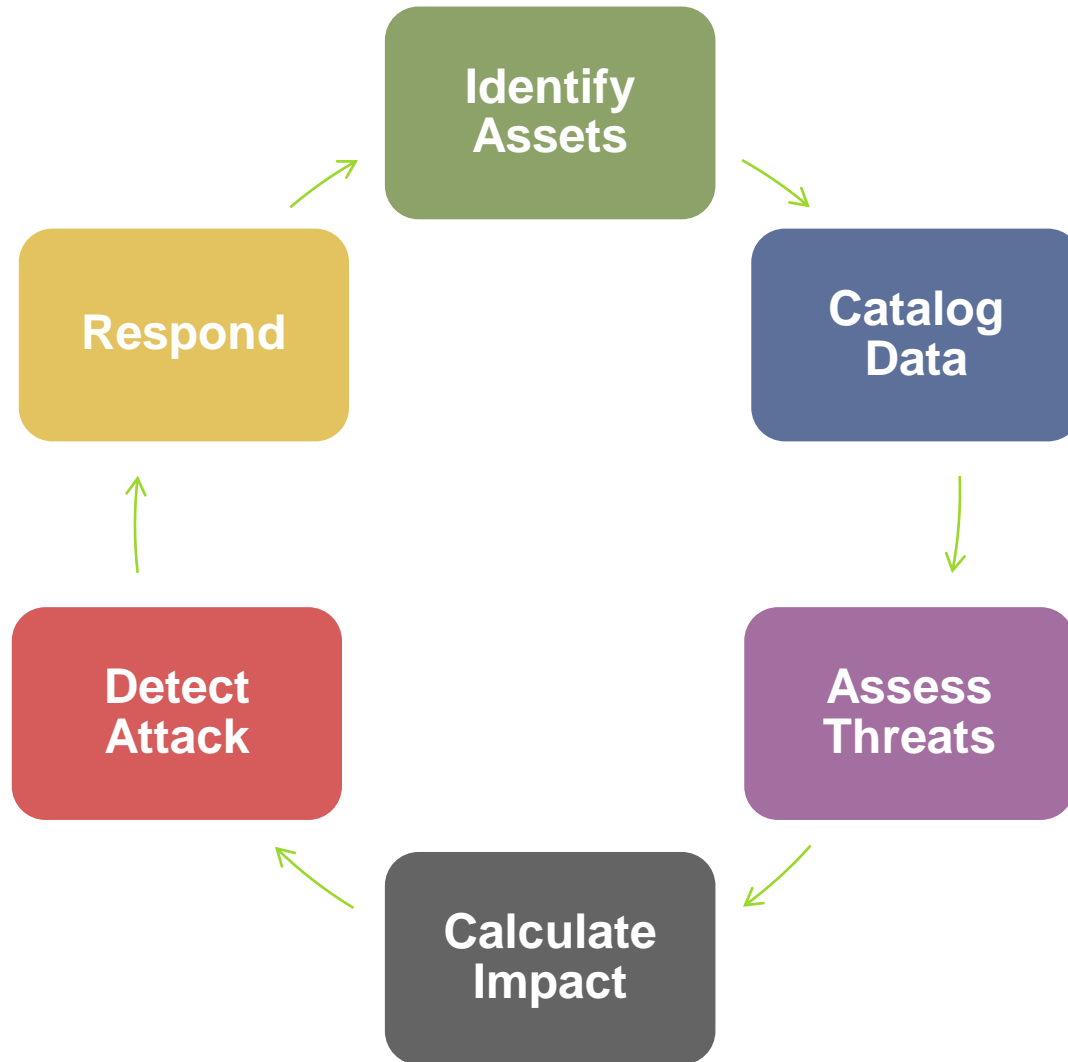 Identify
Assets
Catalog
Data
Assess
Threats
Calculate
Impact
Detect
Attack
Respond